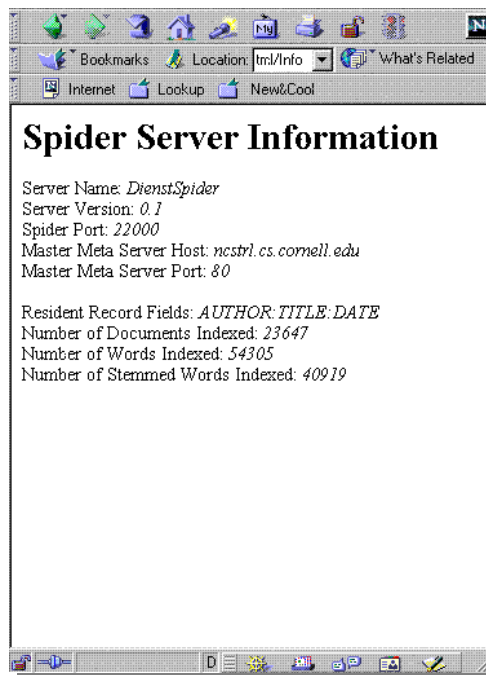 My
N
Bookmarks Location: tml/Info What's Related
Internet Lookup New&Cool
Spider Server Information
Server Name: DienstSpider
Server Version: 0.1
Spider Port: 22000
Master Meta Server Host: ncstrl.cs.cornell.edu
Master Meta Server Port: 80
Resident Record Fields: AUTHOR:TITLE:DATE
Number of Documents Indexed: 23647
Number of Words Indexed: 54305
Number of Stemmed Words Indexed: 40919
D